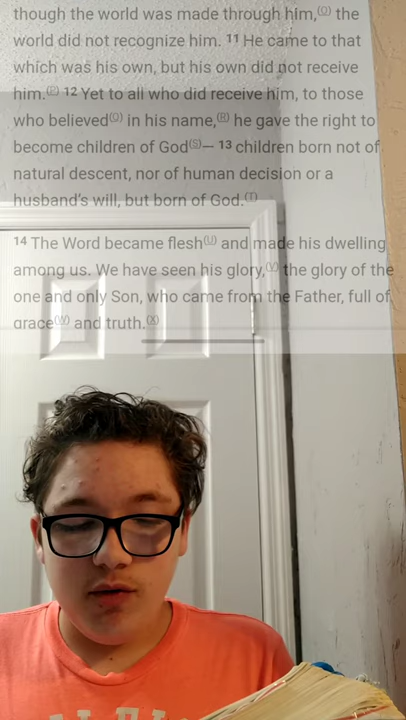 though the world was made through him,(O) the
world did not recognize him. 11 He came to that
which was his own, but his own did not receive
him.(P) 12 Yet to all who did receive him, to those
who believed(Q) in his name,(R) he gave the right to
become children of God(S)— 13 children born not of
natural descent, nor of human decision or a
husband’s will, but born of God.(T)
14 The Word became flesh(U) and made his dwelling
among us. We have seen his glory,(V) the glory of the
one and only Son, who came from the Father, full of
grace(W) and truth.(X)